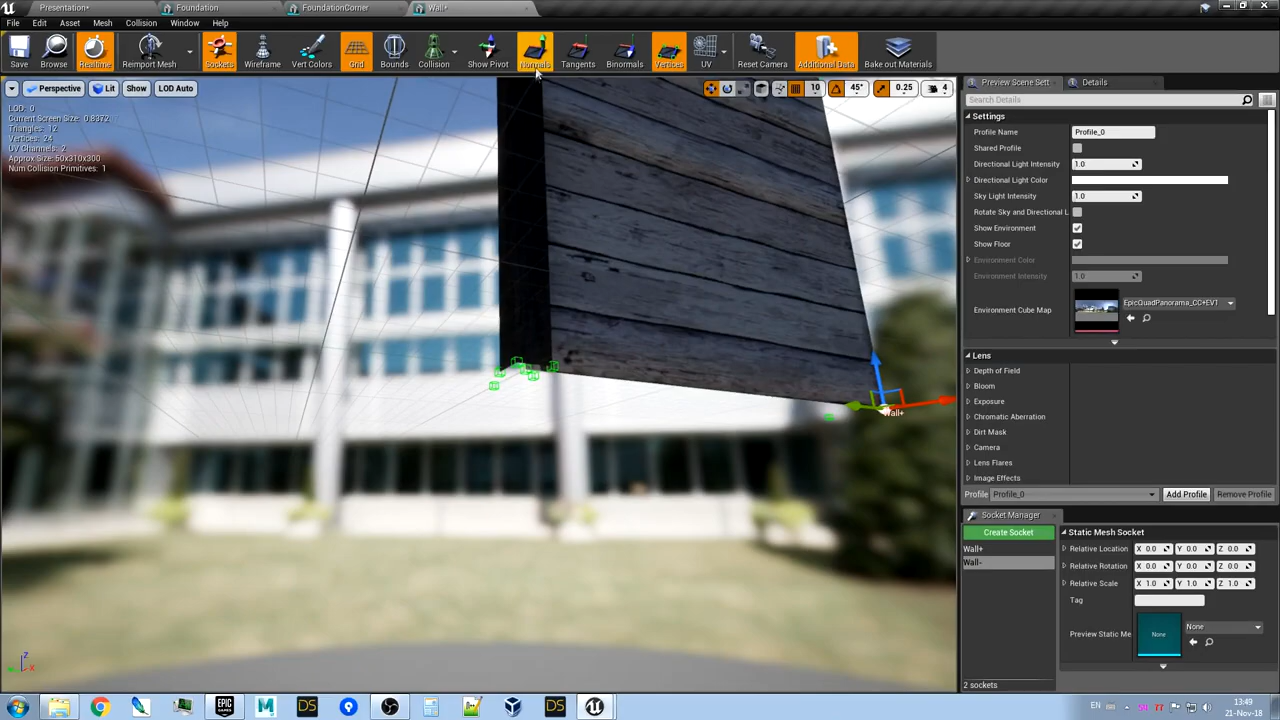 Presentation*
Foundation
FoundationCorner
Wall+
File Edit Asset Mesh Collision Window Help
Save Browse Realtime Reimport Mesh Sockets Wireframe Vert Colors Grid Bounds Collision Show Pivot Normals Tangents Binormals Vertices UV Reset Camera Additional Data Bake out Materials
Perspective Lit Show LOD Auto 10 45° 0.25 4
LOD: 0
Current Screen Size: 0.8372
Triangles: 12
Vertices: 24
UV Channels: 2
Approx Size: 50x310x300
Num Collision Primitives: 1
Wall+
Z
X
Preview Scene Sett Details
Search Details
Settings
Profile Name Profile_0
Shared Profile
Directional Light Intensity 1.0
Directional Light Color
Sky Light Intensity 1.0
Rotate Sky and Directional L
Show Environment
Show Floor
Environment Color
Environment Intensity 1.0
Environment Cube Map EpicQuadPanorama_CC+EV1
Lens
Depth of Field
Bloom
Exposure
Chromatic Aberration
Dirt Mask
Camera
Lens Flares
Image Effects
Profile Profile_0 Add Profile Remove Profile
Socket Manager
Create Socket
Wall+
Wall-
2 sockets
Static Mesh Socket
Relative Location X 0.0 Y 0.0 Z 0.0
Relative Rotation X 0.0 Y 0.0 Z 0.0
Relative Scale X 1.0 Y 1.0 Z 1.0
Tag
Preview Static Me None None
EPIC GAMES M DS DS EN 77 13:49
21-Nov-18